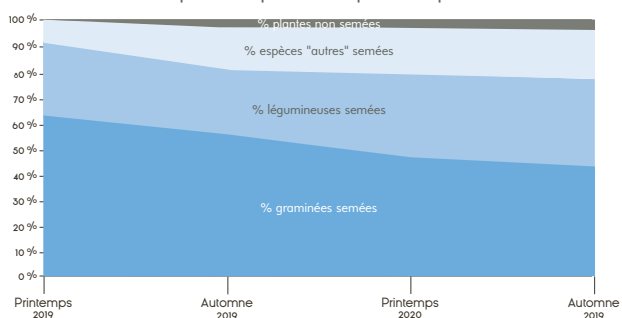 100 %
90 %
80 %
70 %
60 %
50 %
40 %
30 %
20 %
10 %
0 %
% plantes non semées
% espèces "autres" semées
% légumineuses semées
% graminées semées
Printemps
2019
Automne
2019
Printemps
2020
Automne
2019